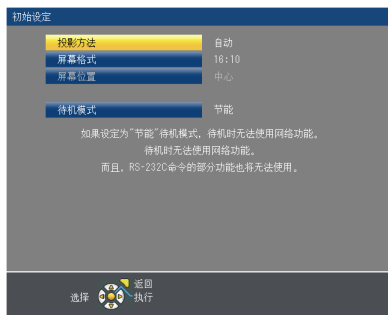 初始设定
投影方法 自动
屏幕格式 16:10
屏幕位置 中心
待机模式 节能
如果设定为"节能"待机模式, 待机时无法使用网络功能。
待机时无法使用网络功能。
而且, RS-232C命令的部分功能也将无法使用。
返回
选择 执行